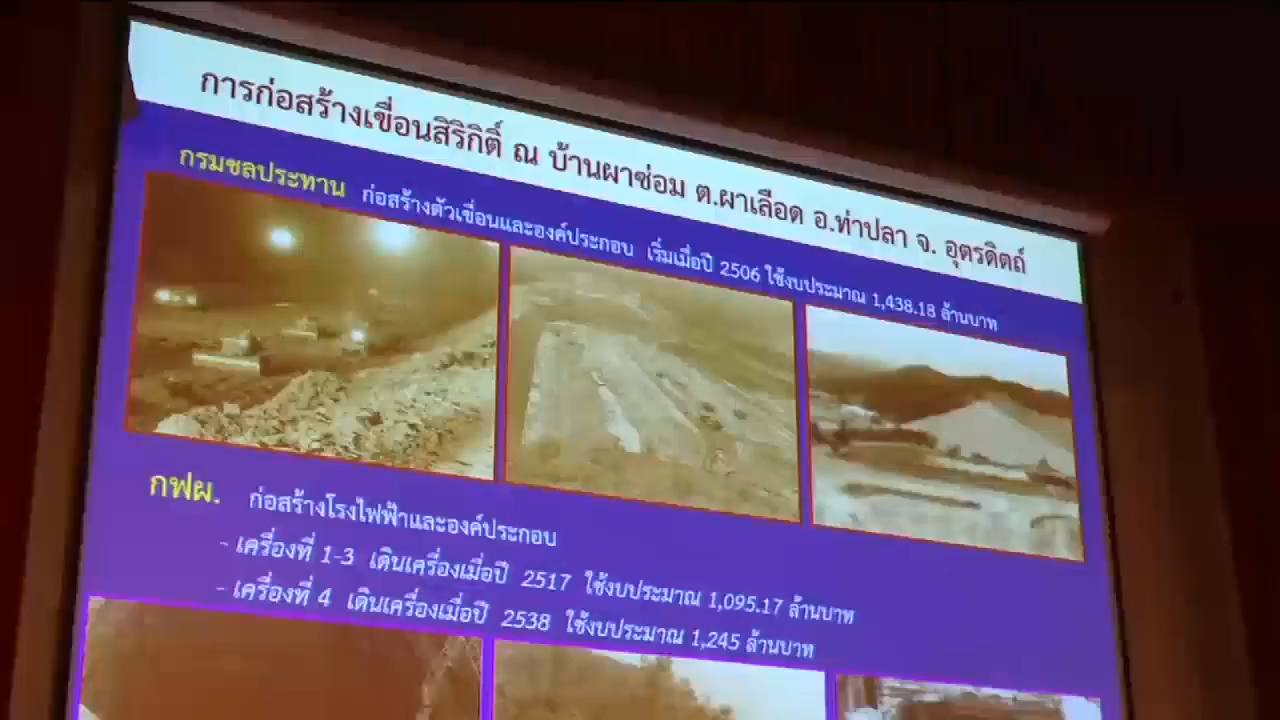 การก่อสร้างเขื่อนสิริกิติ์ ณ บ้านผาซ่อม ต.ผาเลือด อ.ท่าปลา จ. อุตรดิตถ์
กรมชลประทาน ก่อสร้างตัวเขื่อนและองค์ประกอบ เริ่มเมื่อปี 2506 ใช้งบประมาณ 1,438.18 ล้านบาท
กฟผ. ก่อสร้างโรงไฟฟ้าและองค์ประกอบ
- เครื่องที่ 1-3 เดินเครื่องเมื่อปี 2517 ใช้งบประมาณ 1,095.17 ล้านบาท
- เครื่องที่ 4 เดินเครื่องเมื่อปี 2538 ใช้งบประมาณ 1,245 ล้านบาท